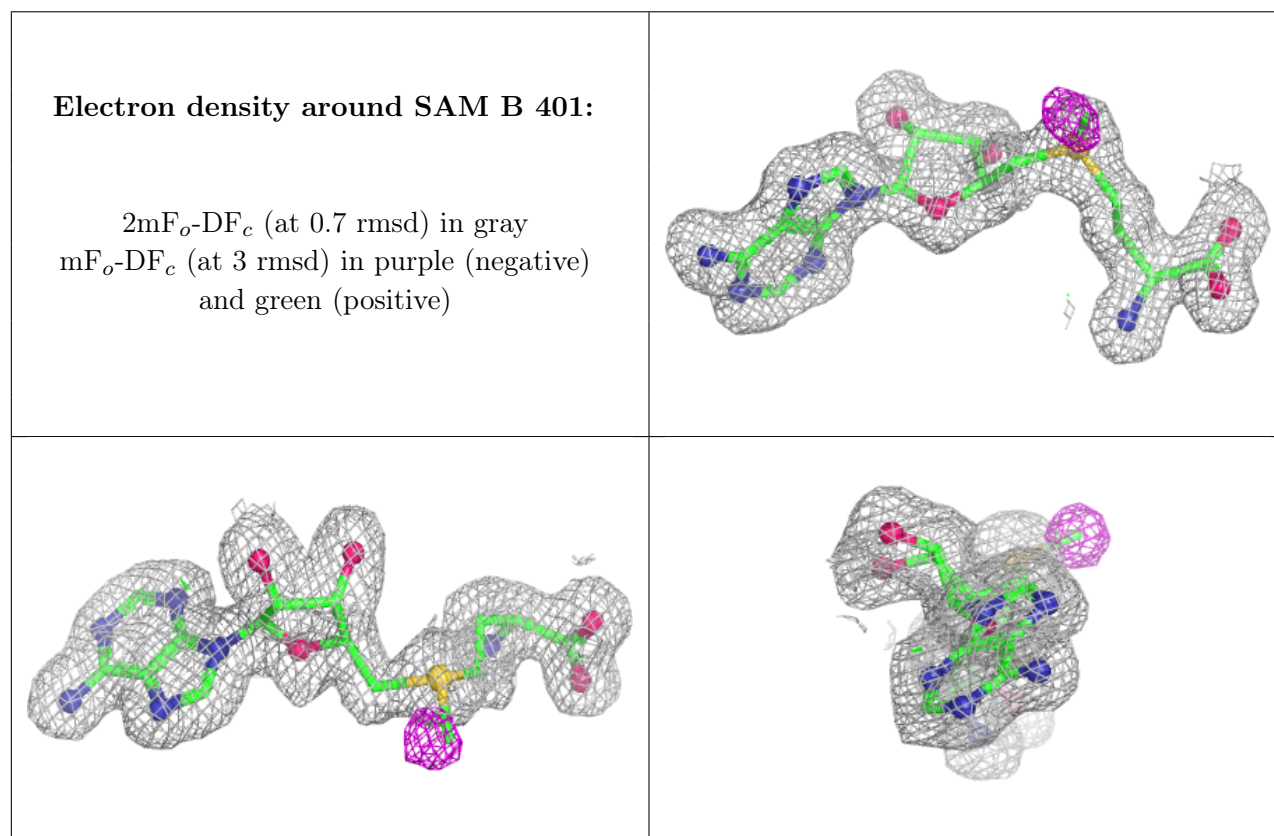 Electron density around SAM B 401:
2mFₒ-DF𝒸 (at 0.7 rmsd) in gray
mFₒ-DF𝒸 (at 3 rmsd) in purple (negative)
and green (positive)